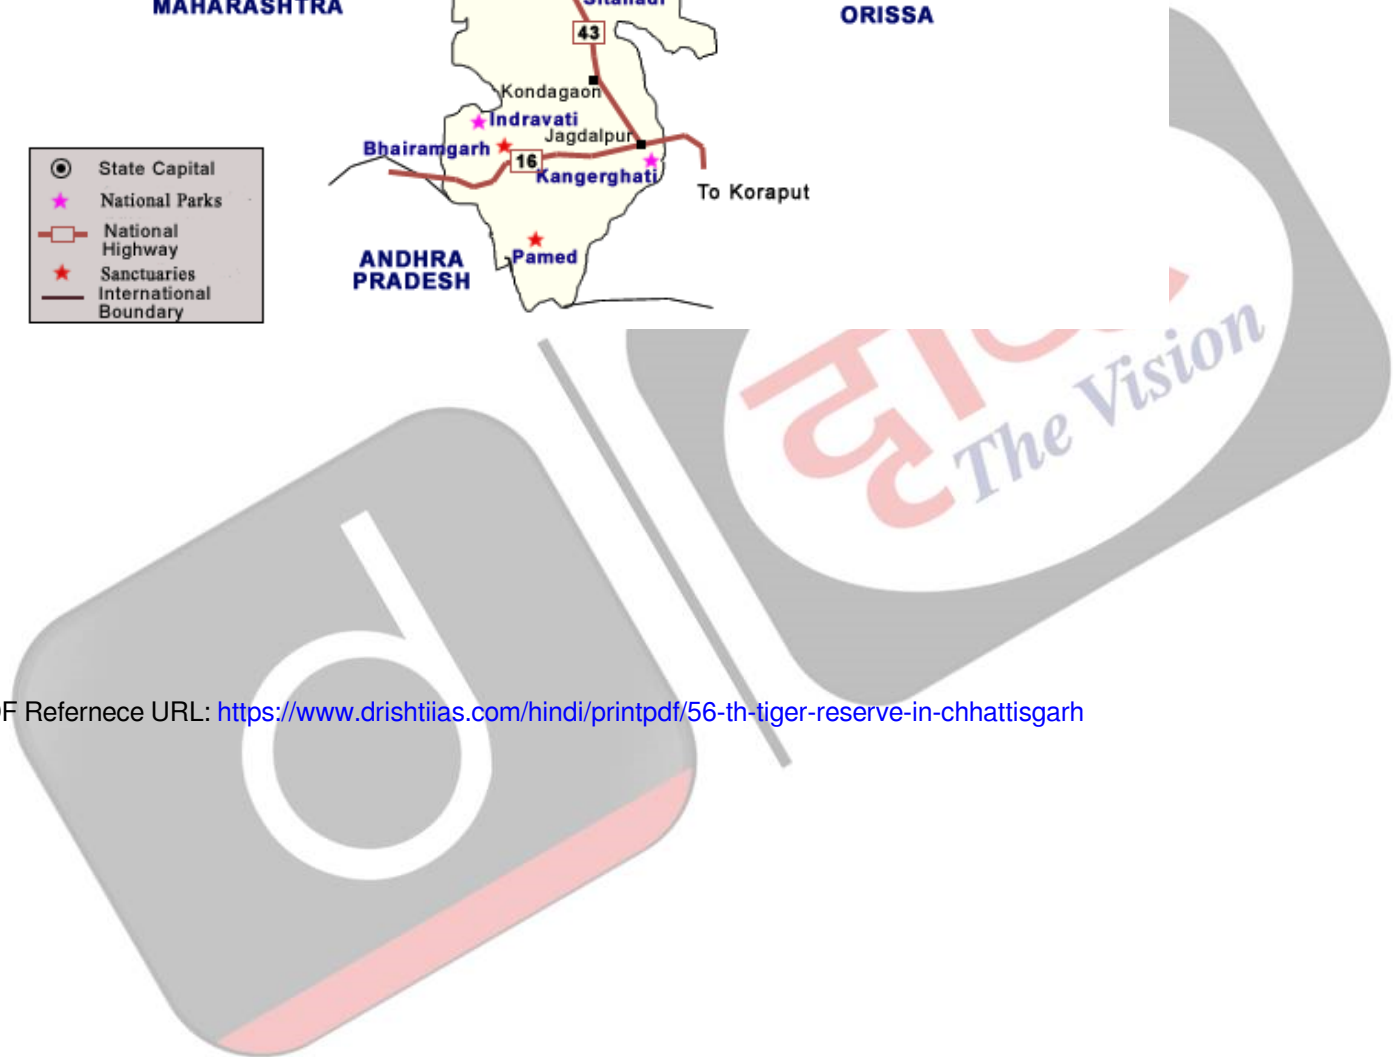 MAHARASHTRA
Sitanadi
ORISSA
43
Kondagaon
Indravati
Jagdalpur
Bhairamgarh
16
Kangerghati
To Koraput
State Capital
National Parks
National
Highway
Sanctuaries
International
Boundary
ANDHRA
PRADESH
Pamed
The Vision
F Refernece URL: https://www.drishtiias.com/hindi/printpdf/56-th-tiger-reserve-in-chhattisgarh